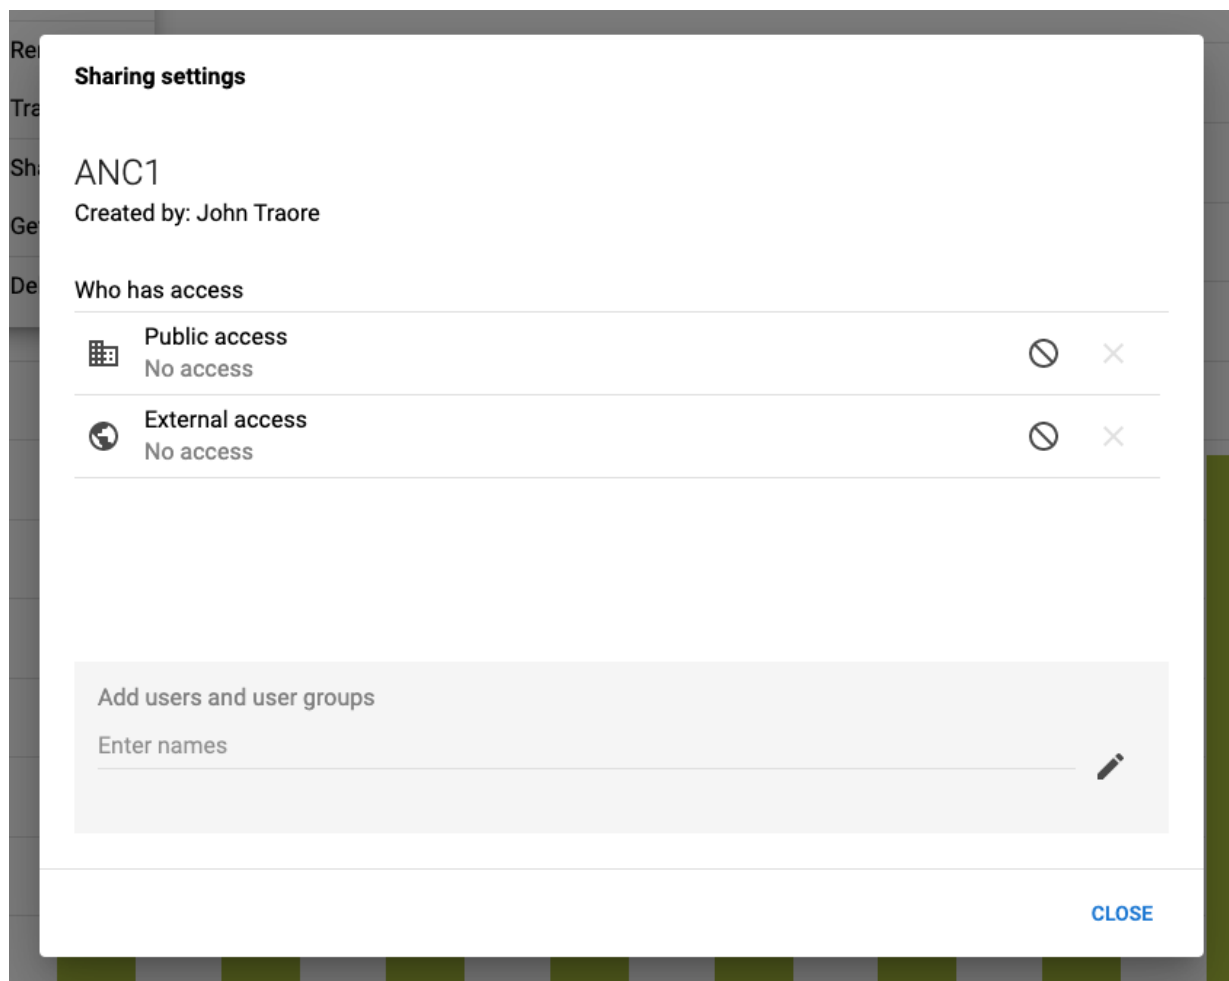 Sharing settings
ANC1
Created by: John Traore
Who has access
Public access
No access
External access
No access
Add users and user groups
Enter names
CLOSE